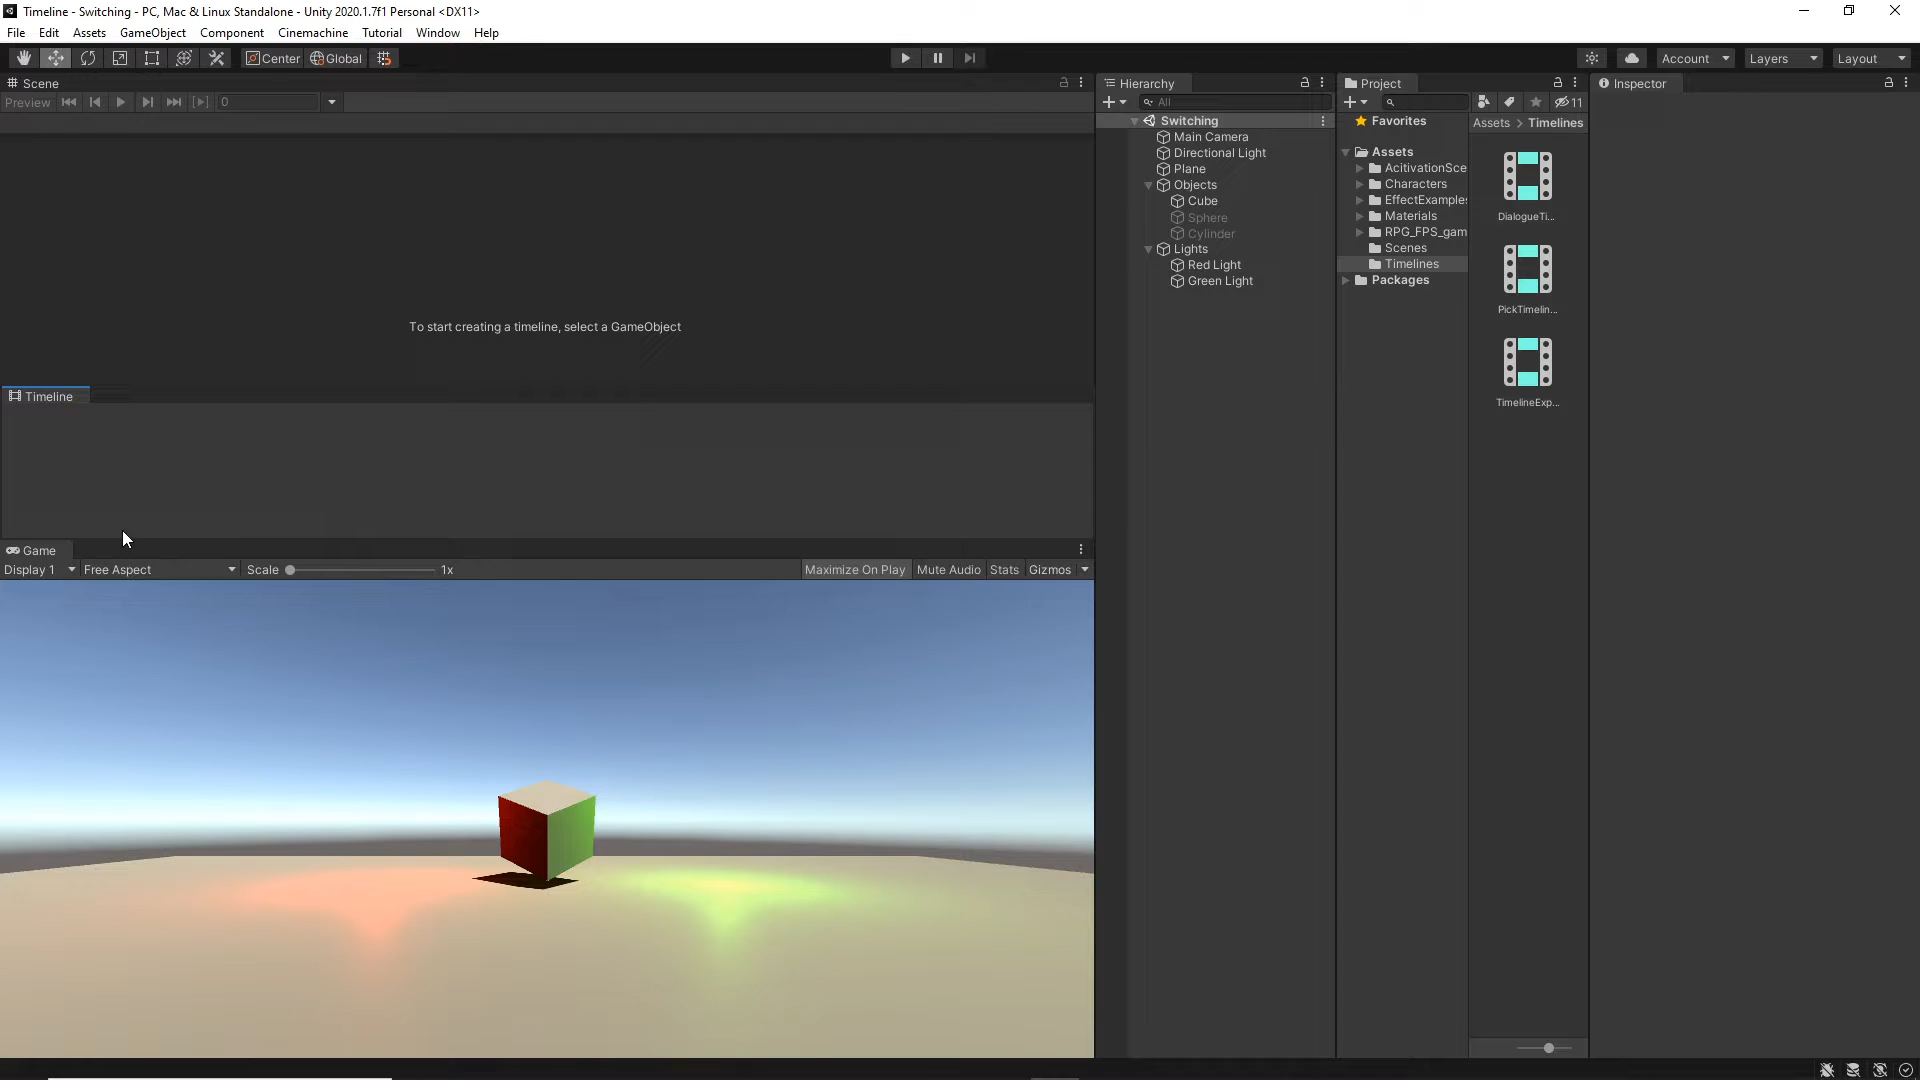 Timeline - Switching - PC, Mac & Linux Standalone - Unity 2020.1.7f1 Personal <DX11>
File Edit Assets GameObject Component Cinemachine Tutorial Window Help
Center Global Account Layers Layout
Scene
Preview 0
To start creating a timeline, select a GameObject
Timeline
Game
Display 1 Free Aspect Scale 1x Maximize On Play Mute Audio Stats Gizmos
Hierarchy
All
Switching
Main Camera
Directional Light
Plane
Objects
Cube
Sphere
Cylinder
Lights
Red Light
Green Light
Project
11
Favorites
Assets
AcitivationSce
Characters
EffectExample
Materials
RPG_FPS_gam
Scenes
Timelines
Packages
Assets > Timelines
DialogueTi...
PickTimelin...
TimelineExp...
Inspector